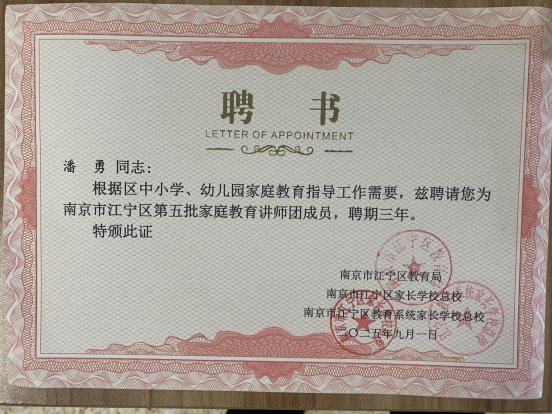 聘 书
LETTER OF APPOINTMENT
潘 勇 同志：
根据区中小学、幼儿园家庭教育指导工作需要，兹聘请您为
南京市江宁区第五批家庭教育讲师团成员，聘期三年。
特颁此证
南京市江宁区教育局
南京市江宁区家长学校总校
南京市江宁区教育系统家长学校总校
二〇二五年九月一日